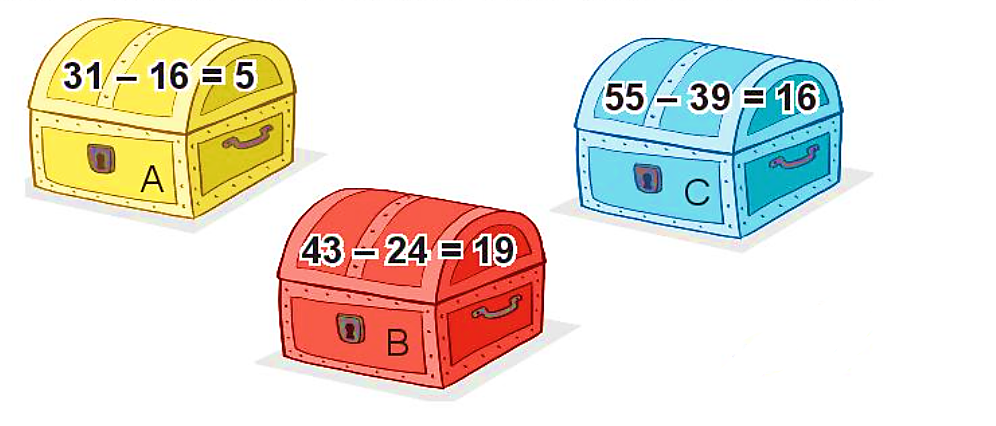 31 – 16 = 5
A
55 – 39 = 16
C
43 – 24 = 19
B